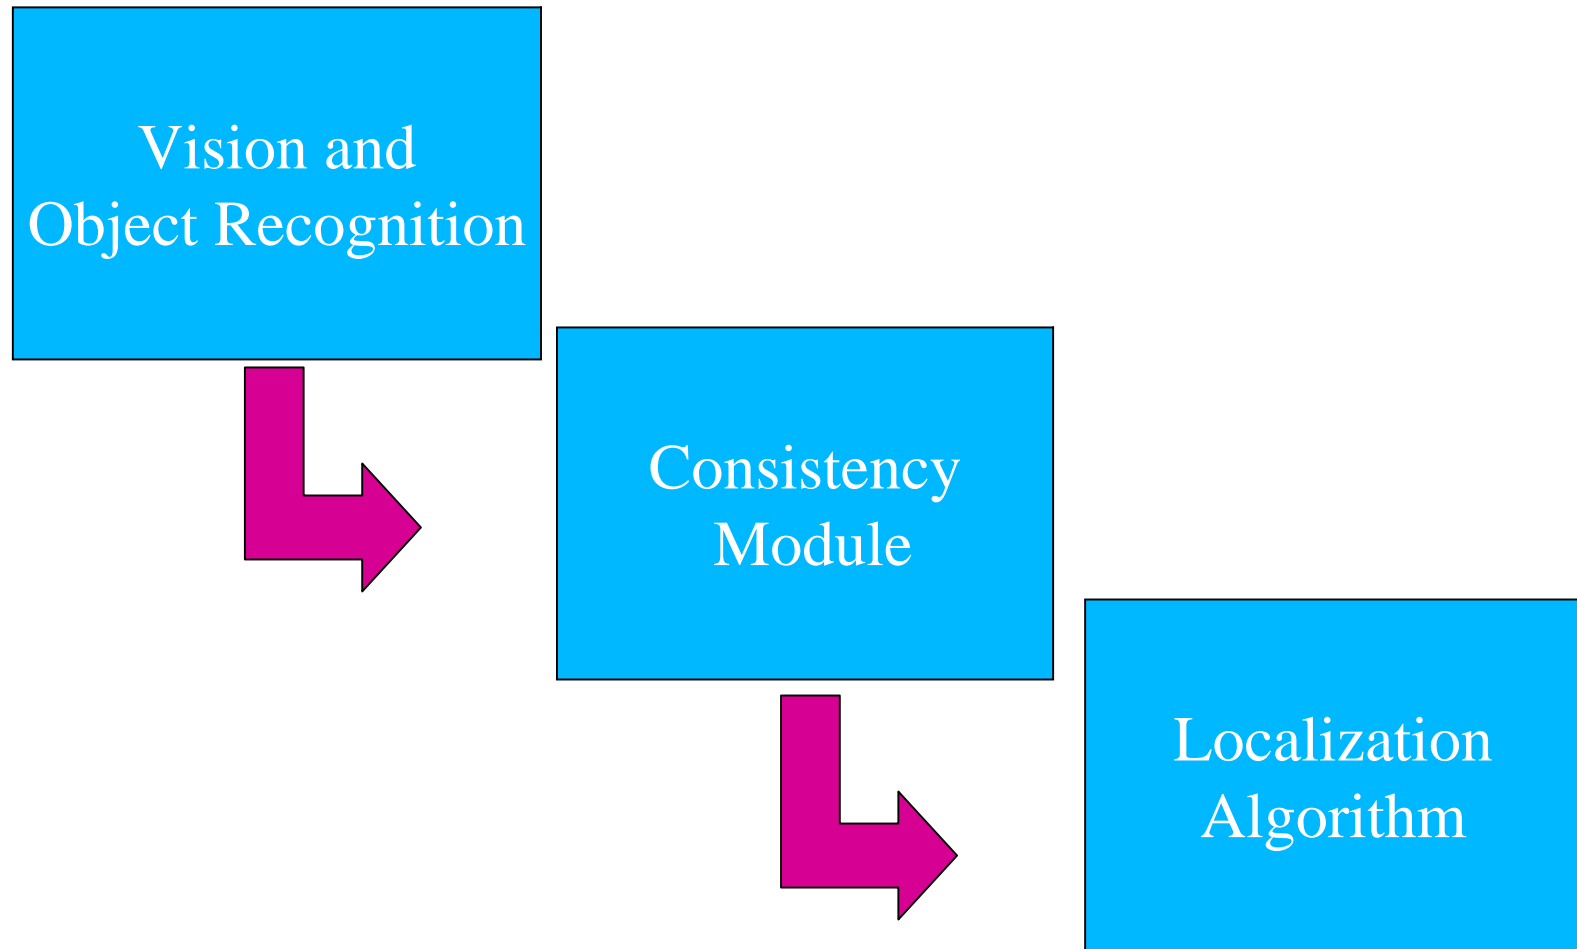 Vision and
Object Recognition
Consistency
Module
Localization
Algorithm